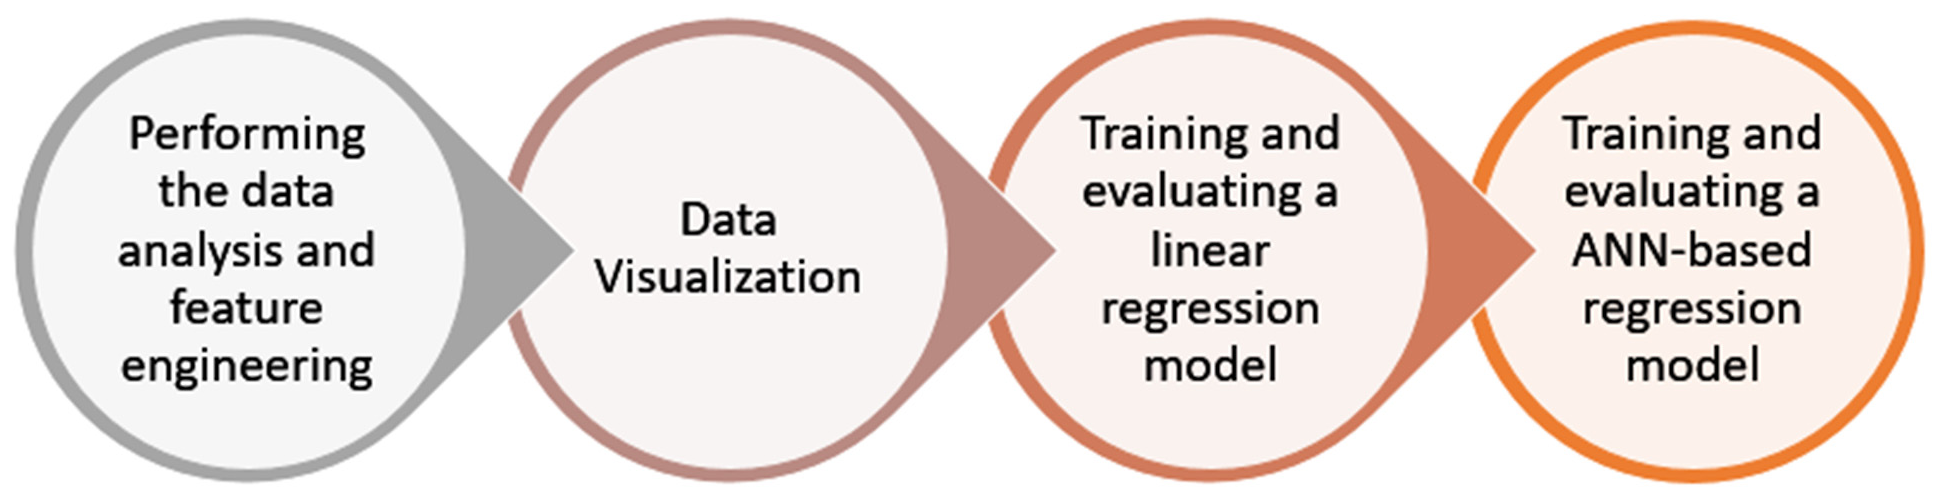 Performing
the data
analysis and
feature
engineering
Data
Visualization
Training and
evaluating a
linear
regression
model
Training and
evaluating a
ANN-based
regression
model